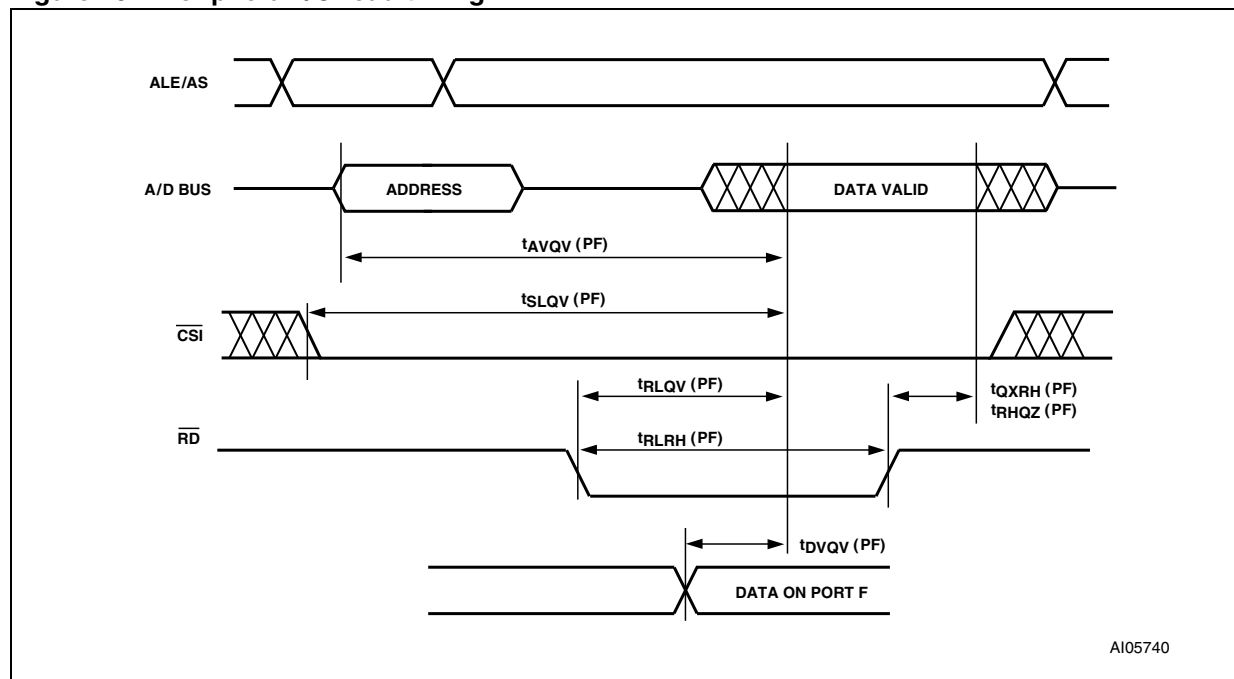 ALE/AS
A/D BUS
ADDRESS
DATA VALID
tAVQV (PF)
tSLQV (PF)
CSI
tRLQV (PF)
tQXRH (PF)
tRHQZ (PF)
RD
tRLRH (PF)
tDVQV (PF)
DATA ON PORT F
AI05740